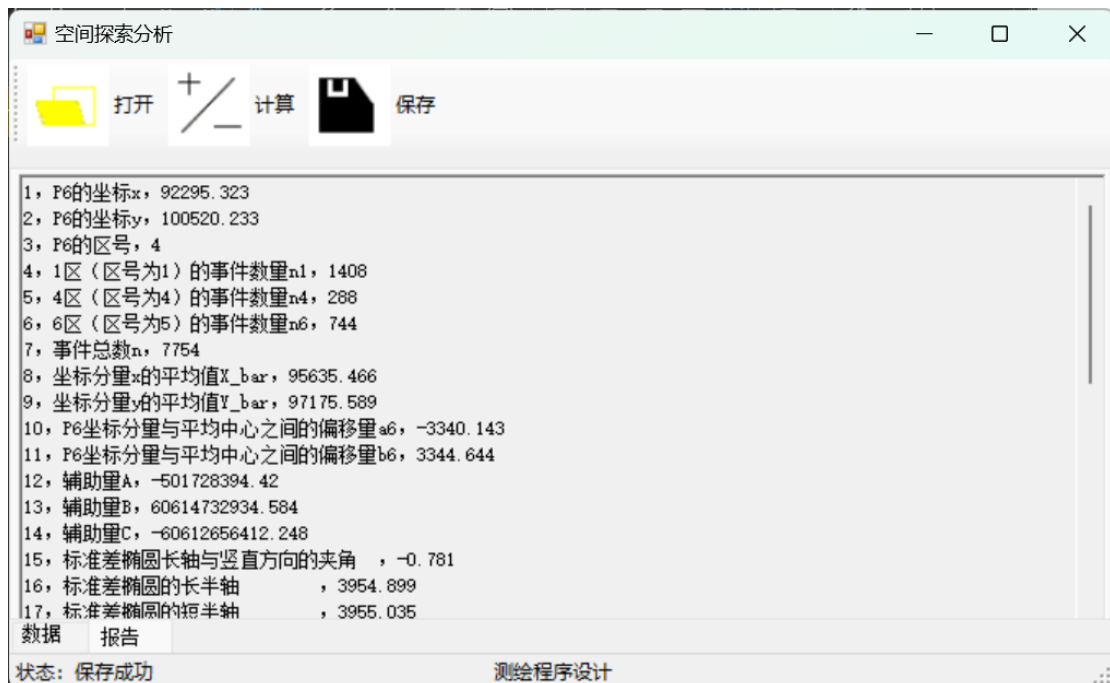 空间探索分析
打开 计算 保存
1，P6的坐标x，92295.323
2，P6的坐标y，100520.233
3，P6的区号，4
4，1区（区号为1）的事件数量n1，1408
5，4区（区号为4）的事件数量n4，288
6，6区（区号为5）的事件数量n6，744
7，事件总数n，7754
8，坐标分量x的平均值X_bar，95635.466
9，坐标分量y的平均值Y_bar，97175.589
10，P6坐标分量与平均中心之间的偏移量a6，-3340.143
11，P6坐标分量与平均中心之间的偏移量b6，3344.644
12，辅助量A，-501728394.42
13，辅助量B，60614732934.584
14，辅助量C，-60612656412.248
15，标准差椭圆长轴与竖直方向的夹角 ，-0.781
16，标准差椭圆的长半轴 ，3954.899
17，标准差椭圆的短半轴 ，3955.035
数据 报告
状态：保存成功 测绘程序设计